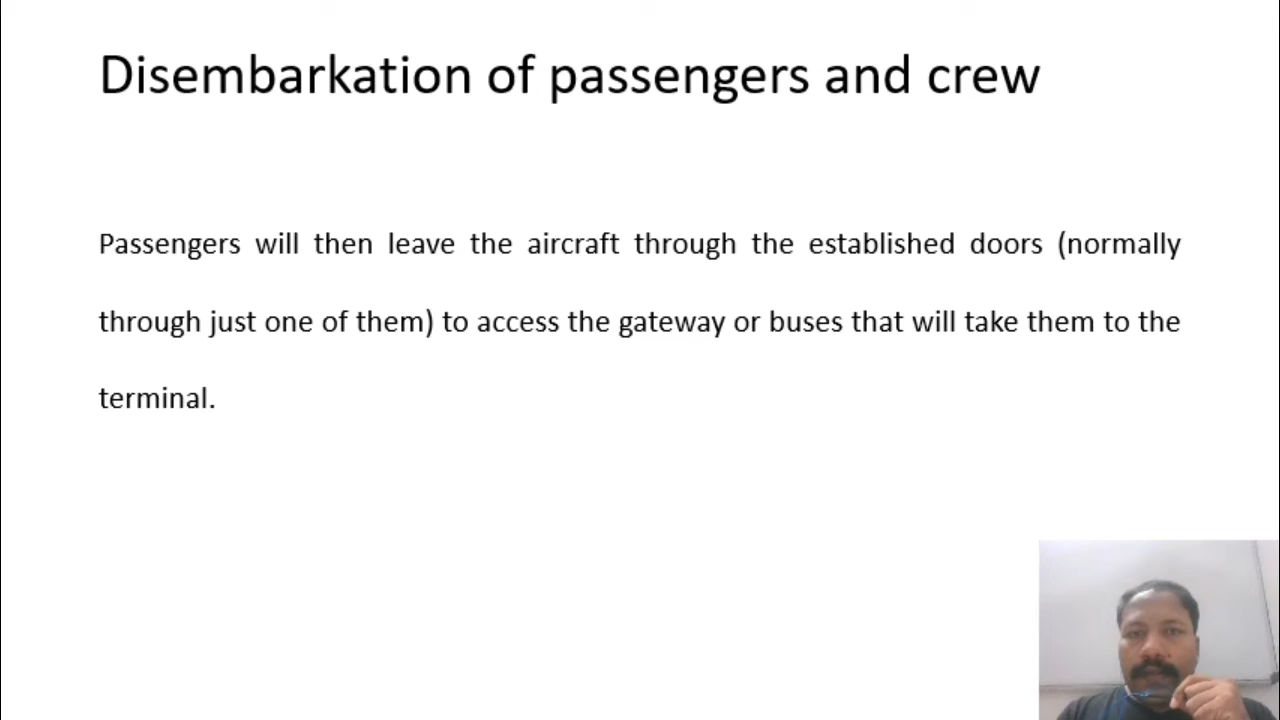 Disembarkation of passengers and crew
Passengers will then leave the aircraft through the established doors (normally
through just one of them) to access the gateway or buses that will take them to the
terminal.